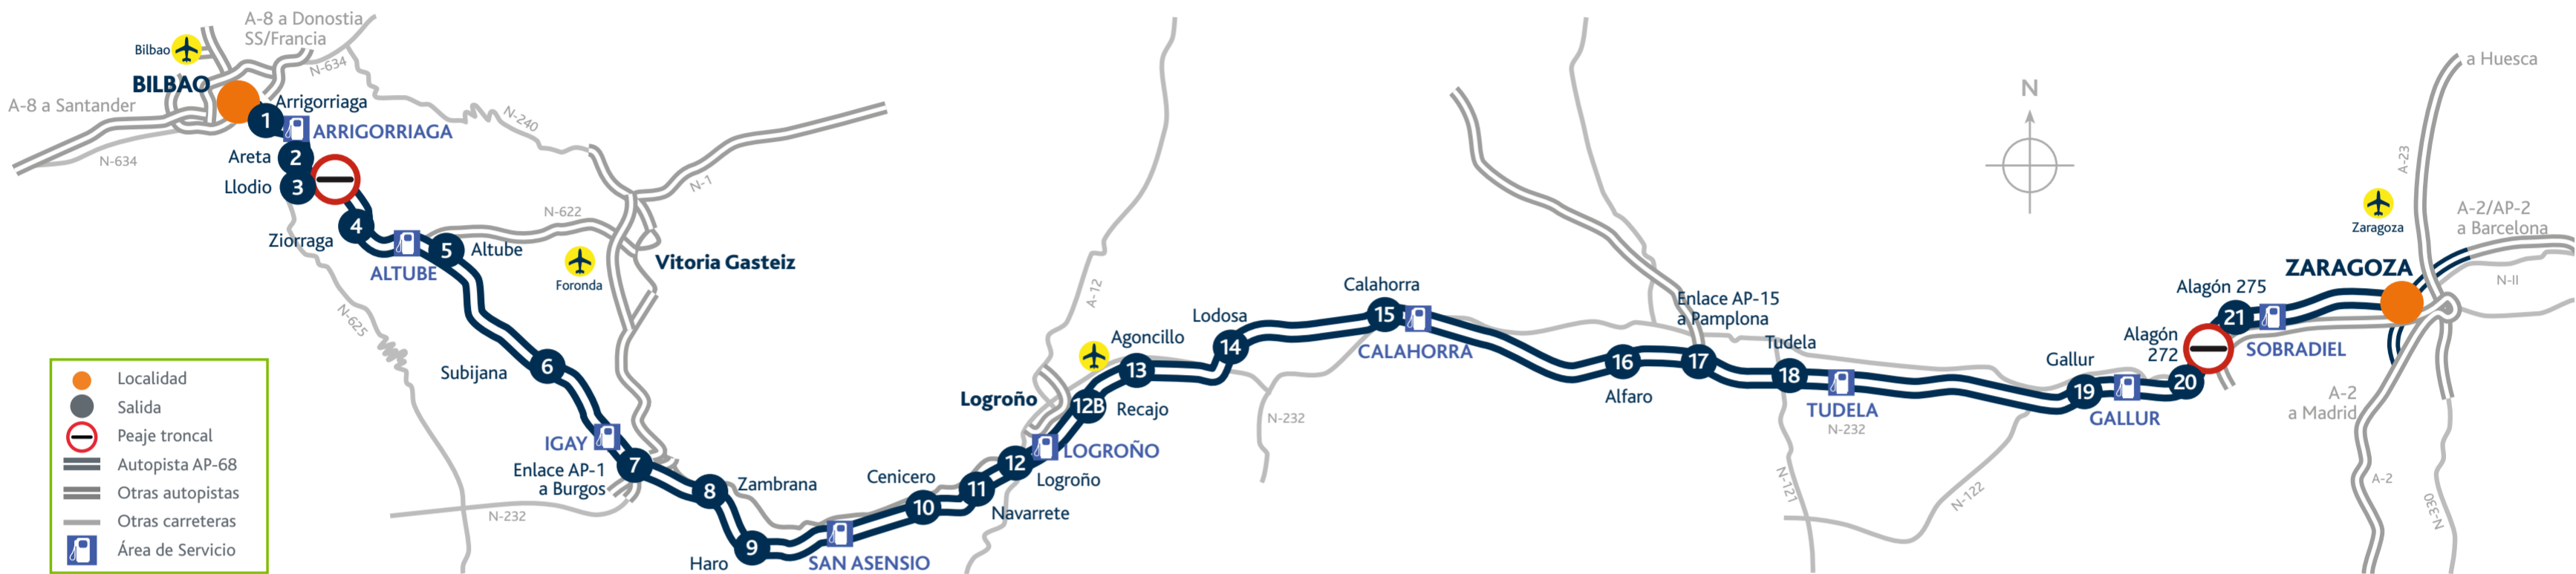 A-8 a Donostia
SS/Francia
Bilbao
BILBAO
N-634
A-8 a Santander
N-634
1
Arrigorriaga
ARRIGORRIAGA
Areta
2
Llodio
3
N-240
N-1
4
Ziorraga
ALTUBE
5
Altube
N-622
Foronda
Vitoria Gasteiz
N-625
Subijana
6
IGAY
7
Enlace AP-1
a Burgos
N-232
8
Zambrana
9
Haro
SAN ASENSIO
Cenicero
10
11
Navarrete
12
Logroño
LOGROÑO
Logroño
12B
Recajo
A-12
Agoncillo
13
Lodosa
14
N-232
Calahorra
15
CALAHORRA
16
Alfaro
Enlace AP-15
a Pamplona
17
Tudela
18
TUDELA
N-232
N-121
N-122
N
Gallur
19
GALLUR
20
Alagón
272
Alagón 275
21
SOBRADIEL
ZARAGOZA
Zaragoza
A-23
a Huesca
A-2/AP-2
a Barcelona
N-II
A-2
a Madrid
A-2
N-330
Localidad
Salida
Peaje troncal
Autopista AP-68
Otras autopistas
Otras carreteras
Área de Servicio